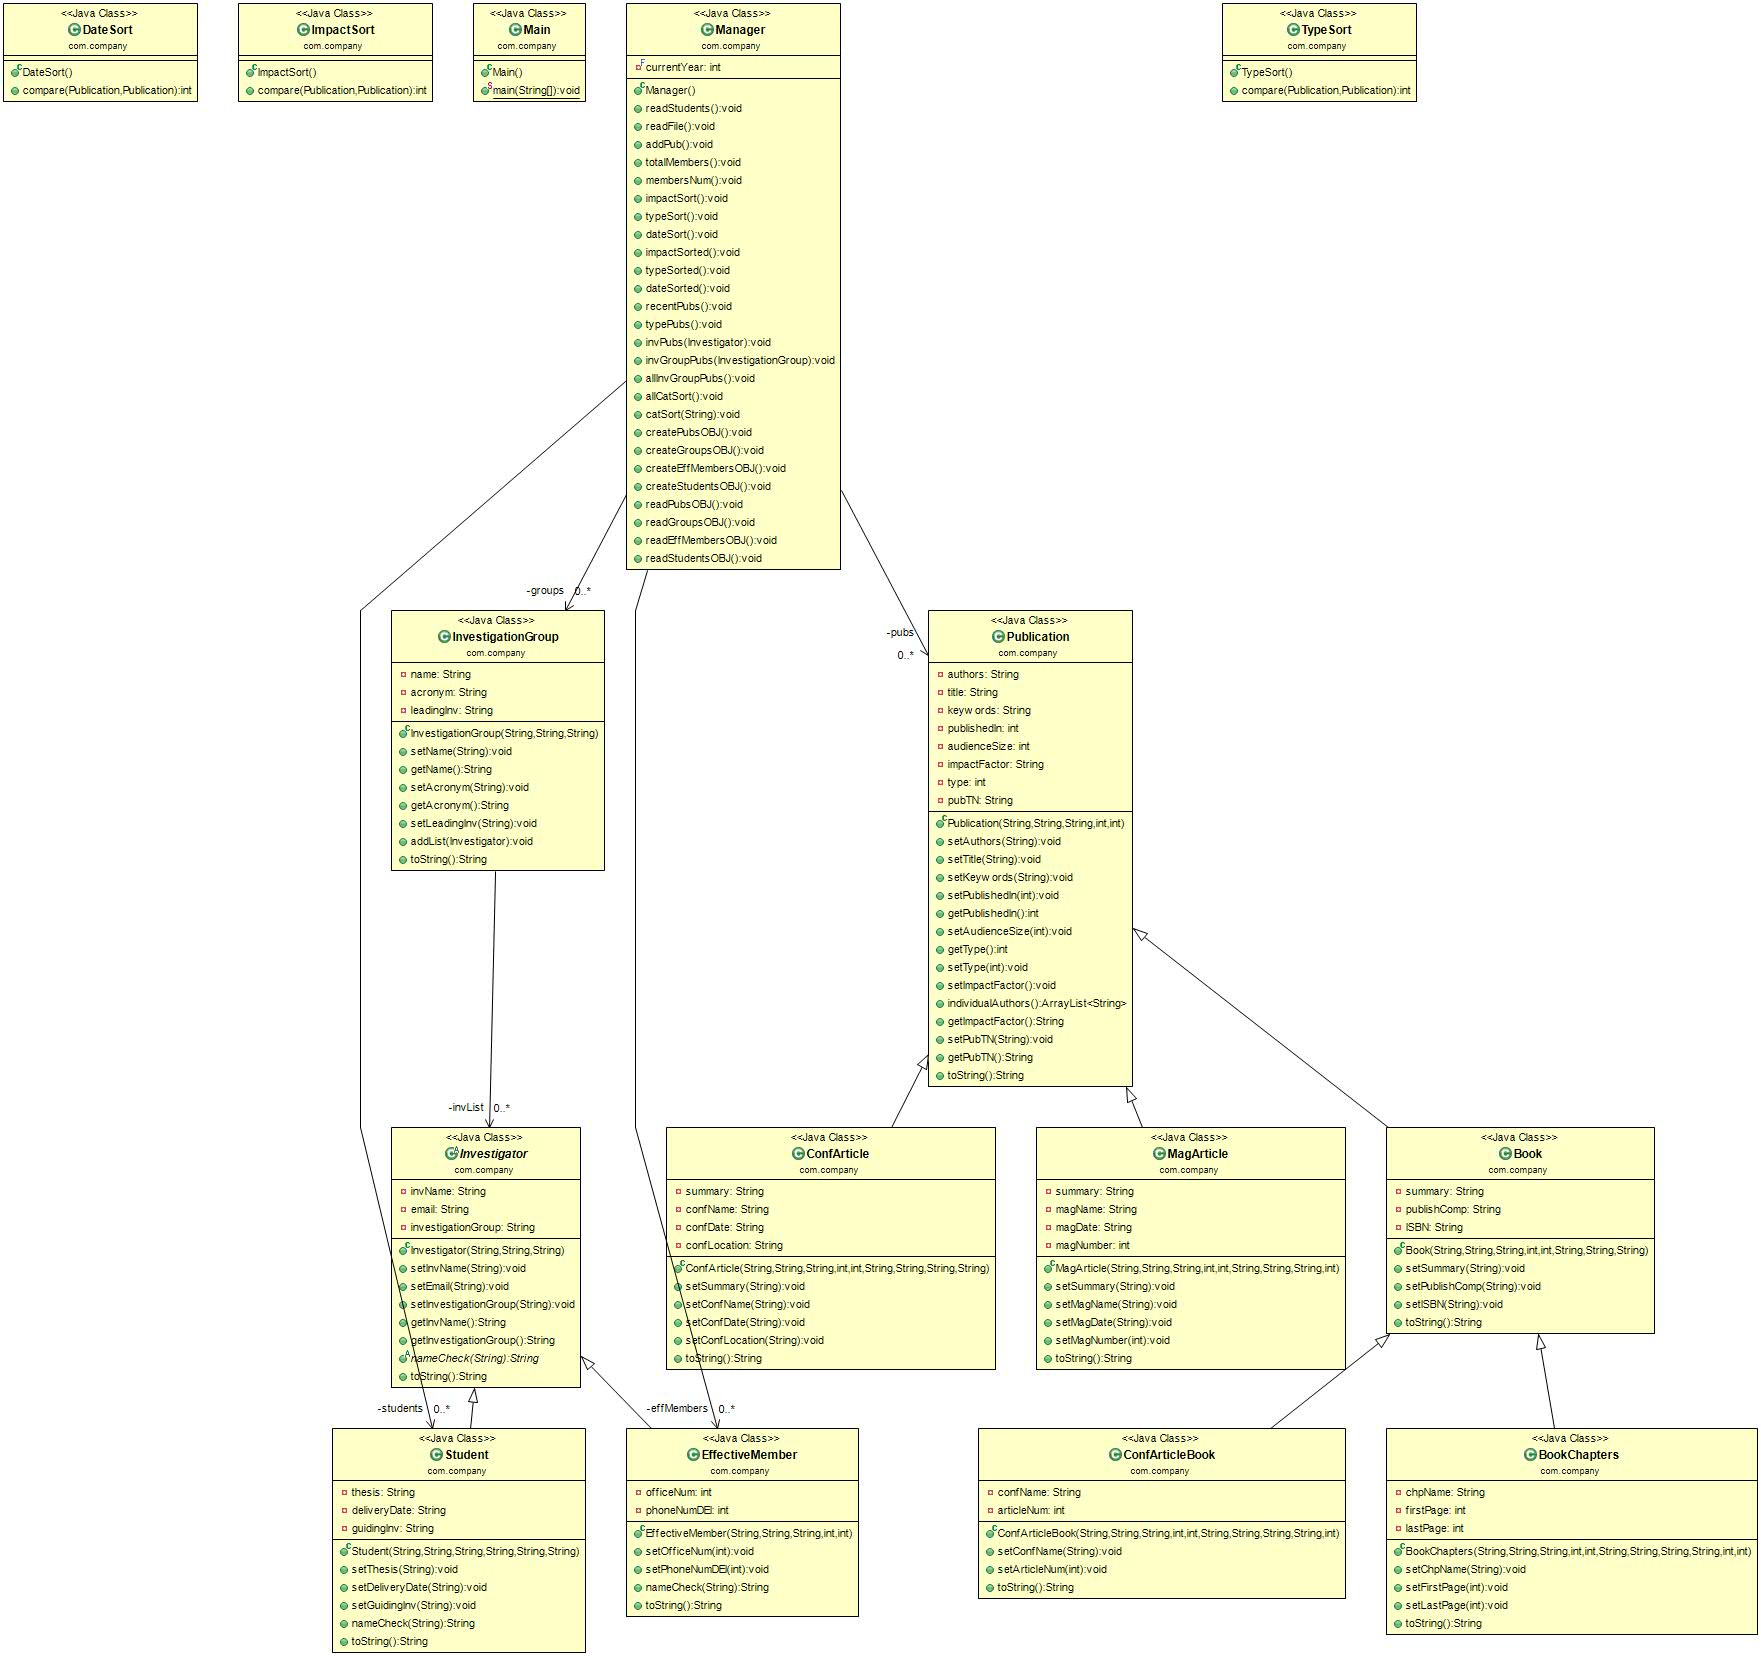 <<Java Class>>
DateSort
com.company
DateSort()
compare(Publication,Publication):int
<<Java Class>>
ImpactSort
com.company
ImpactSort()
compare(Publication,Publication):int
<<Java Class>>
Main
com.company
Main()
main(String[]):void
<<Java Class>>
Manager
com.company
currentYear: int
Manager()
readStudents():void
readFile():void
addPub():void
totalMembers():void
membersNum():void
impactSort():void
typeSort():void
dateSort():void
impactSorted():void
typeSorted():void
dateSorted():void
recentPubs():void
typePubs():void
invPubs(Investigator):void
invGroupPubs(InvestigationGroup):void
allInvGroupPubs():void
allCatSort():void
catSort(String):void
createPubsOBJ():void
createGroupsOBJ():void
createEffMembersOBJ():void
createStudentsOBJ():void
readPubsOBJ():void
readGroupsOBJ():void
readEffMembersOBJ():void
readStudentsOBJ():void
<<Java Class>>
TypeSort
com.company
TypeSort()
compare(Publication,Publication):int
-groups 0..*
-pubs
0..*
<<Java Class>>
InvestigationGroup
com.company
name: String
acronym: String
leadingInv: String
InvestigationGroup(String,String,String)
setName(String):void
getName():String
setAcronym(String):void
getAcronym():String
setLeadingInv(String):void
addList(Investigator):void
toString():String
<<Java Class>>
Publication
com.company
authors: String
title: String
keywords: String
publishedIn: int
audienceSize: int
impactFactor: String
type: int
pubTN: String
Publication(String,String,String,int,int)
setAuthors(String):void
setTitle(String):void
setKeywords(String):void
setPublishedIn(int):void
getPublishedIn():int
setAudienceSize(int):void
getType():int
setType(int):void
setImpactFactor():void
individualAuthors():ArrayList<String>
getImpactFactor():String
setPubTN(String):void
getPubTN():String
toString():String
-invList 0..*
<<Java Class>>
Investigator
com.company
invName: String
email: String
investigationGroup: String
Investigator(String,String,String)
setInvName(String):void
setEmail(String):void
setInvestigationGroup(String):void
getInvName():String
getInvestigationGroup():String
nameCheck(String):String
toString():String
<<Java Class>>
ConfArticle
com.company
summary: String
confName: String
confDate: String
confLocation: String
ConfArticle(String,String,String,int,int,String,String,String,String)
setSummary(String):void
setConfName(String):void
setConfDate(String):void
setConfLocation(String):void
toString():String
<<Java Class>>
MagArticle
com.company
summary: String
magName: String
magDate: String
magNumber: int
MagArticle(String,String,String,int,int,String,String,String,int)
setSummary(String):void
setMagName(String):void
setMagDate(String):void
setMagNumber(int):void
toString():String
<<Java Class>>
Book
com.company
summary: String
publishComp: String
ISBN: String
Book(String,String,String,int,int,String,String,String)
setSummary(String):void
setPublishComp(String):void
setISBN(String):void
toString():String
-students 0..*
-effMembers 0..*
<<Java Class>>
Student
com.company
thesis: String
deliveryDate: String
guidingInv: String
Student(String,String,String,String,String,String)
setThesis(String):void
setDeliveryDate(String):void
setGuidingInv(String):void
nameCheck(String):String
toString():String
<<Java Class>>
EffectiveMember
com.company
officeNum: int
phoneNumDEI: int
EffectiveMember(String,String,String,int,int)
setOfficeNum(int):void
setPhoneNumDEI(int):void
nameCheck(String):String
toString():String
<<Java Class>>
ConfArticleBook
com.company
confName: String
articleNum: int
ConfArticleBook(String,String,String,int,int,String,String,String,String,int)
setConfName(String):void
setArticleNum(int):void
toString():String
<<Java Class>>
BookChapters
com.company
chpName: String
firstPage: int
lastPage: int
BookChapters(String,String,String,int,int,String,String,String,String,int,int)
setChpName(String):void
setFirstPage(int):void
setLastPage(int):void
toString():String